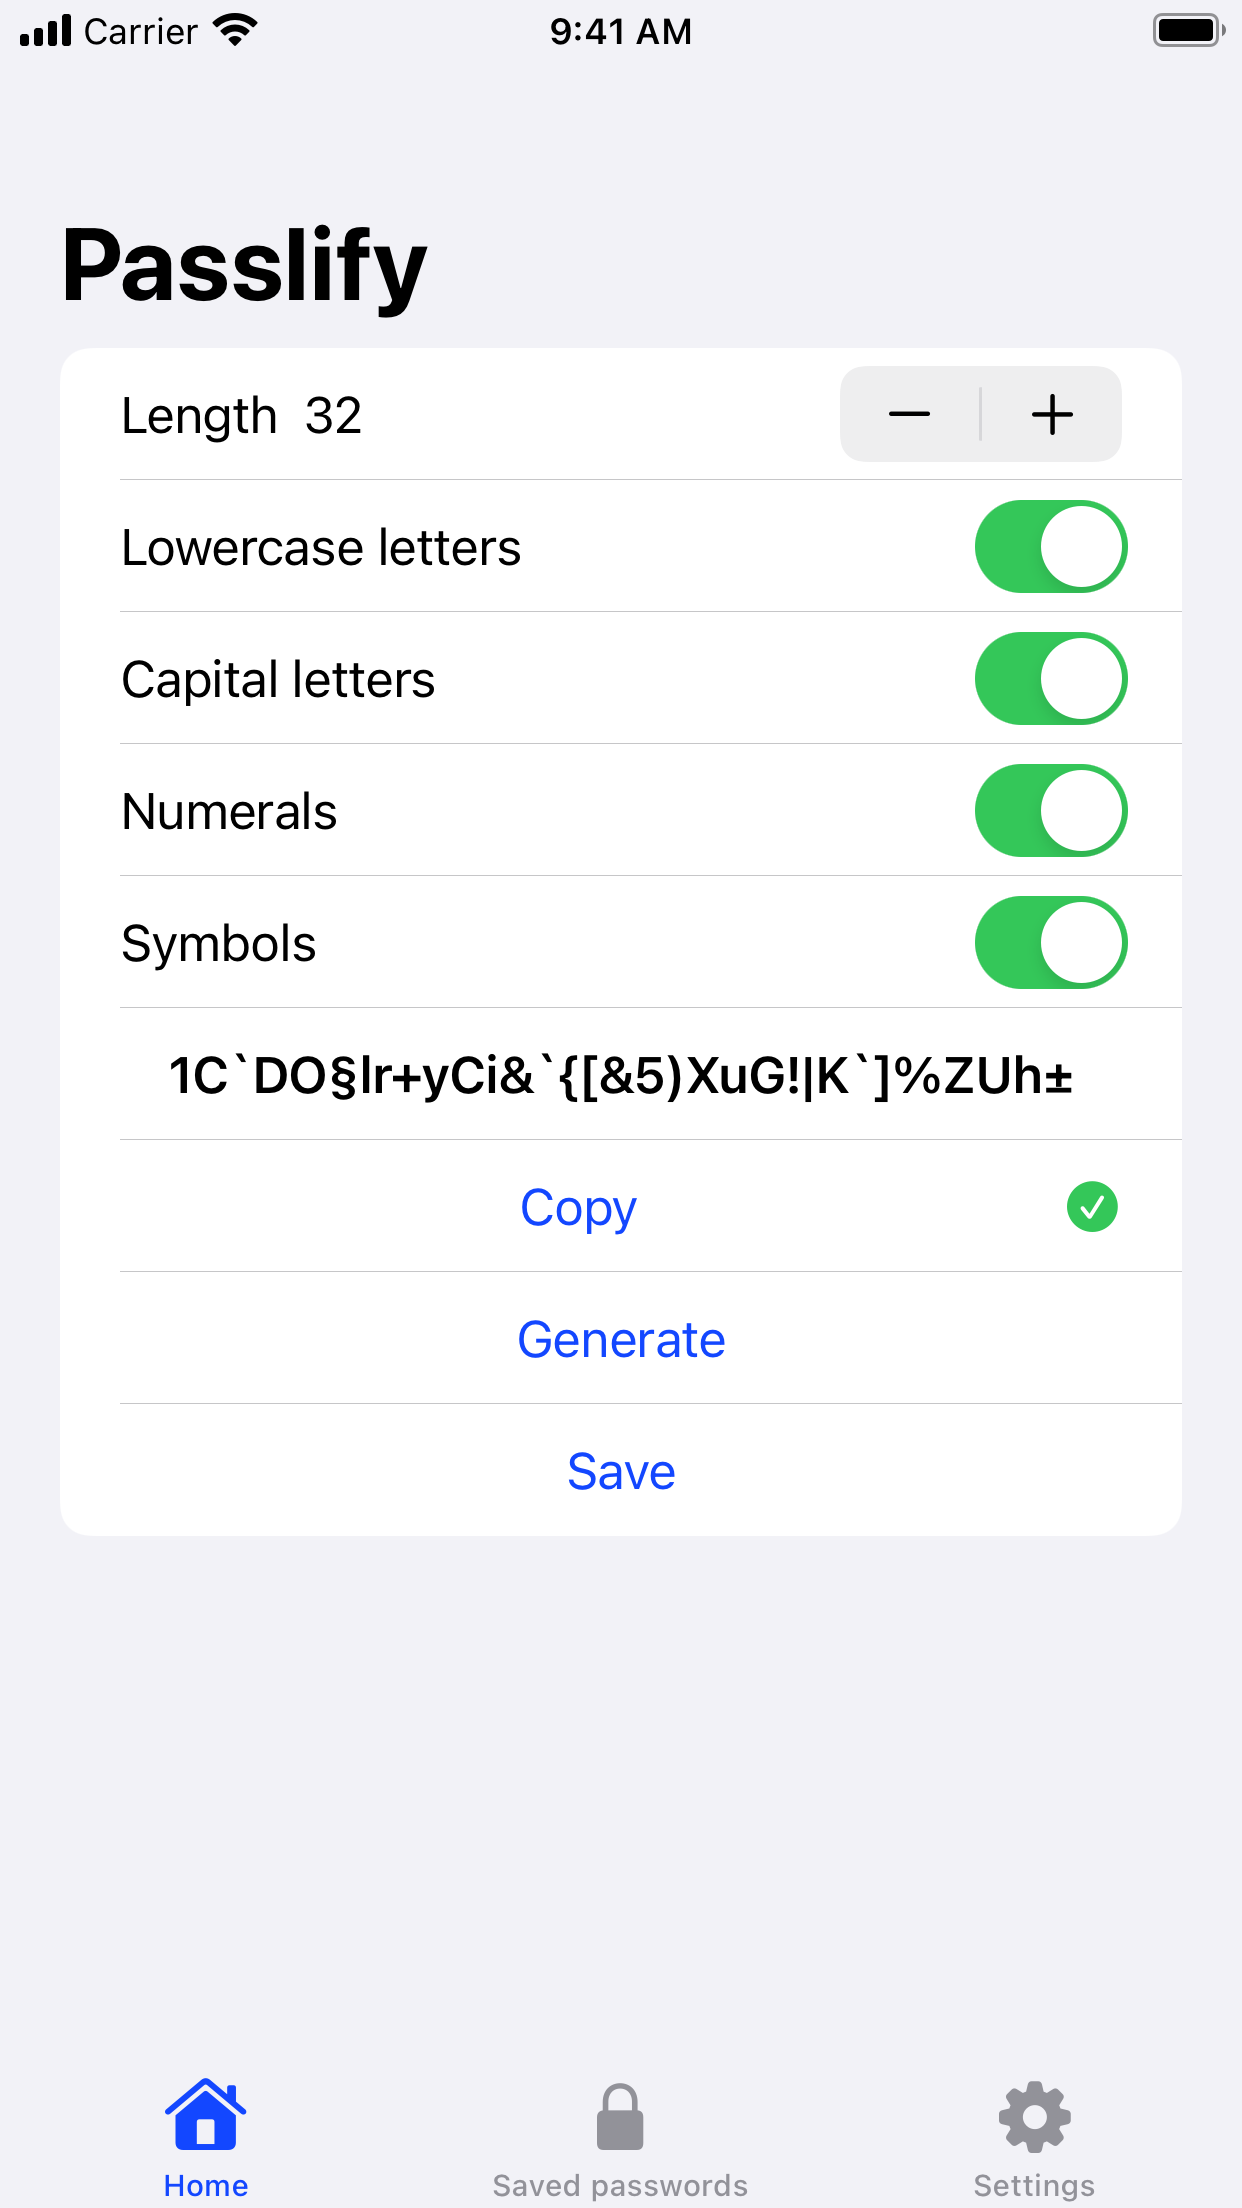 Carrier 9:41 AM
Passlify
Length 32
Lowercase letters
Capital letters
Numerals
Symbols
1C`DO§lr+yCi&`{[&5)XuG!|K`]%ZUh±
Copy
Generate
Save
Home Saved passwords Settings